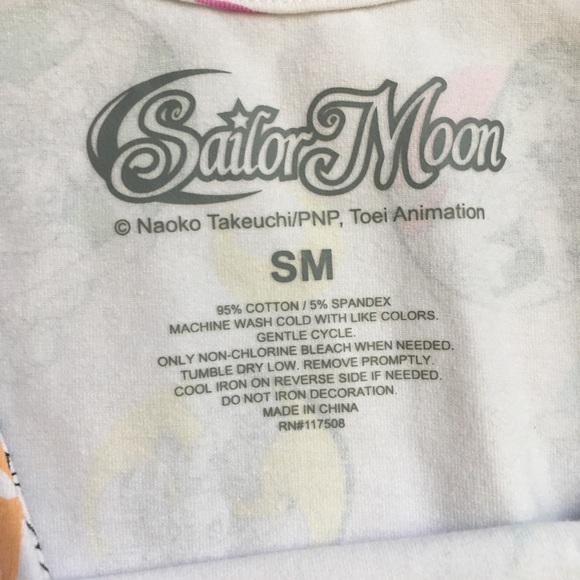 Sailor Moon
© Naoko Takeuchi/PNP, Toei Animation
SM
95% COTTON / 5% SPANDEX
MACHINE WASH COLD WITH LIKE COLORS.
GENTLE CYCLE.
ONLY NON-CHLORINE BLEACH WHEN NEEDED.
TUMBLE DRY LOW. REMOVE PROMPTLY.
COOL IRON ON REVERSE SIDE IF NEEDED.
DO NOT IRON DECORATION.
MADE IN CHINA
RN#117508